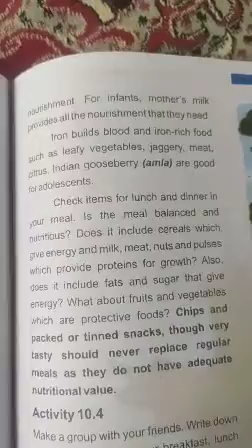 nourishment. For infants, mother's milk
provides all the nourishment that they need
Iron builds blood and iron-rich food
such as leafy vegetables, jaggery, meat,
citrus, Indian gooseberry (amla) are good
for adolescents.
Check items for lunch and dinner in
your meal. Is the meal balanced and
nutritious? Does it include cereals which
give energy and milk, meat, nuts and pulses
which provide proteins for growth? Also,
does it include fats and sugar that give
energy? What about fruits and vegetables
which are protective foods? Chips and
packed or tinned snacks, though very
tasty should never replace regular
meals as they do not have adequate
nutritional value.
Activity 10.4
Make a group with your friends. Write down
breakfast, lunch